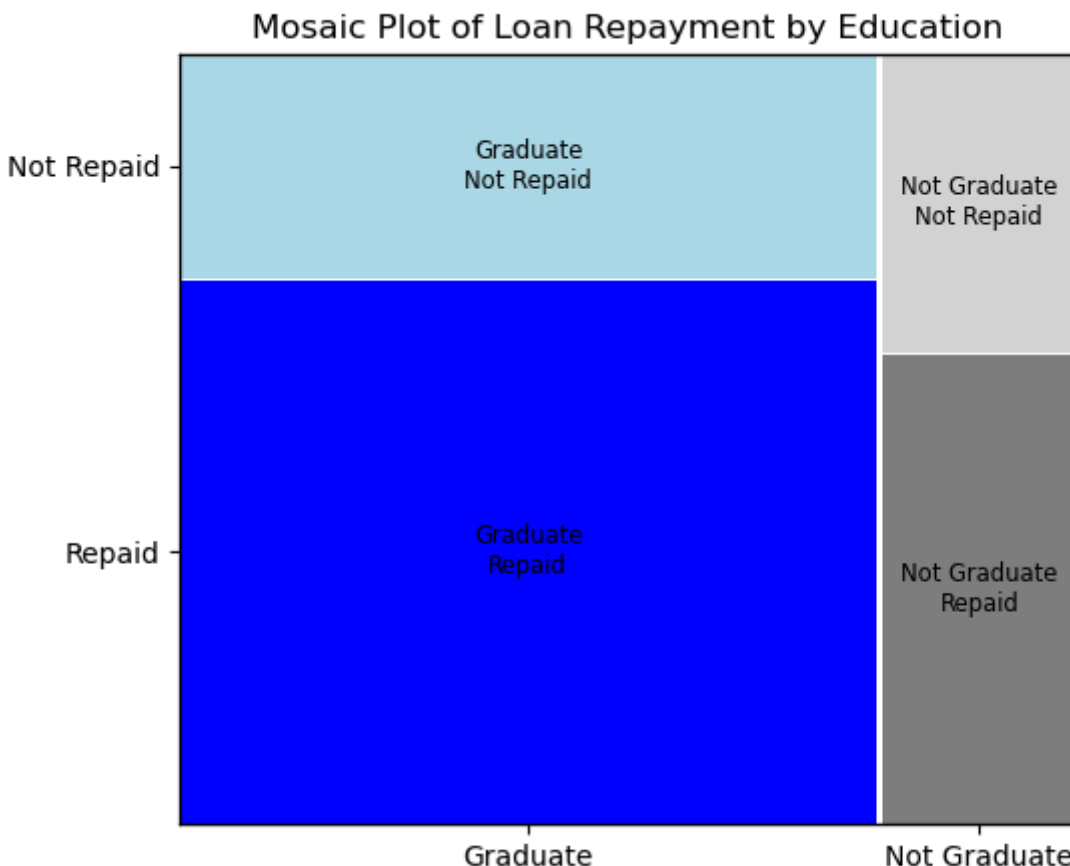 Mosaic Plot of Loan Repayment by Education
Not Repaid
Graduate
Not Repaid
Not Graduate
Not Repaid
Repaid
Graduate
Repaid
Not Graduate
Repaid
Graduate
Not Graduate